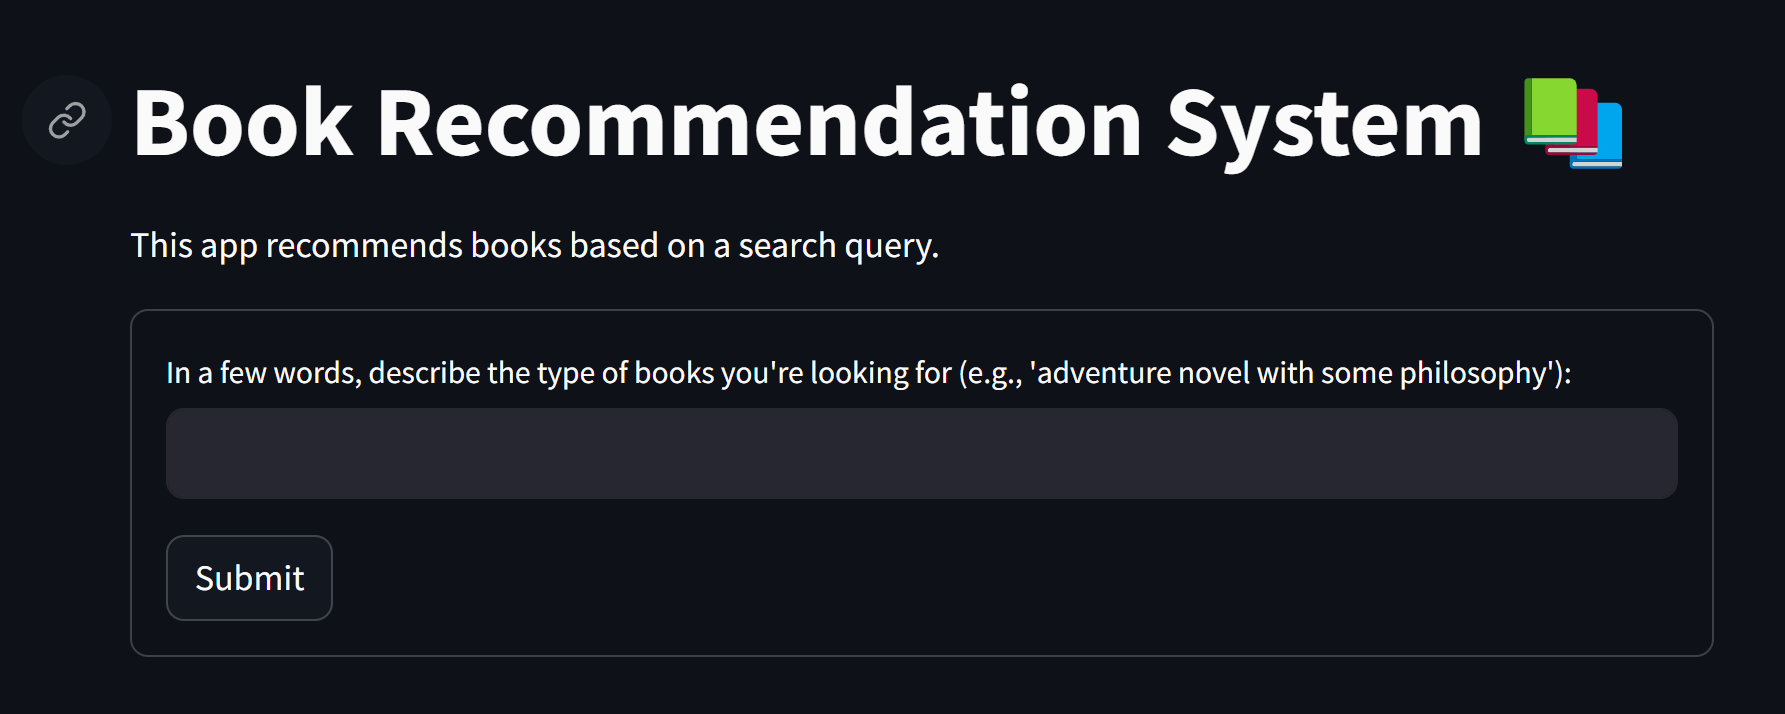 Book Recommendation System
This app recommends books based on a search query.
In a few words, describe the type of books you're looking for (e.g., 'adventure novel with some philosophy'):
Submit